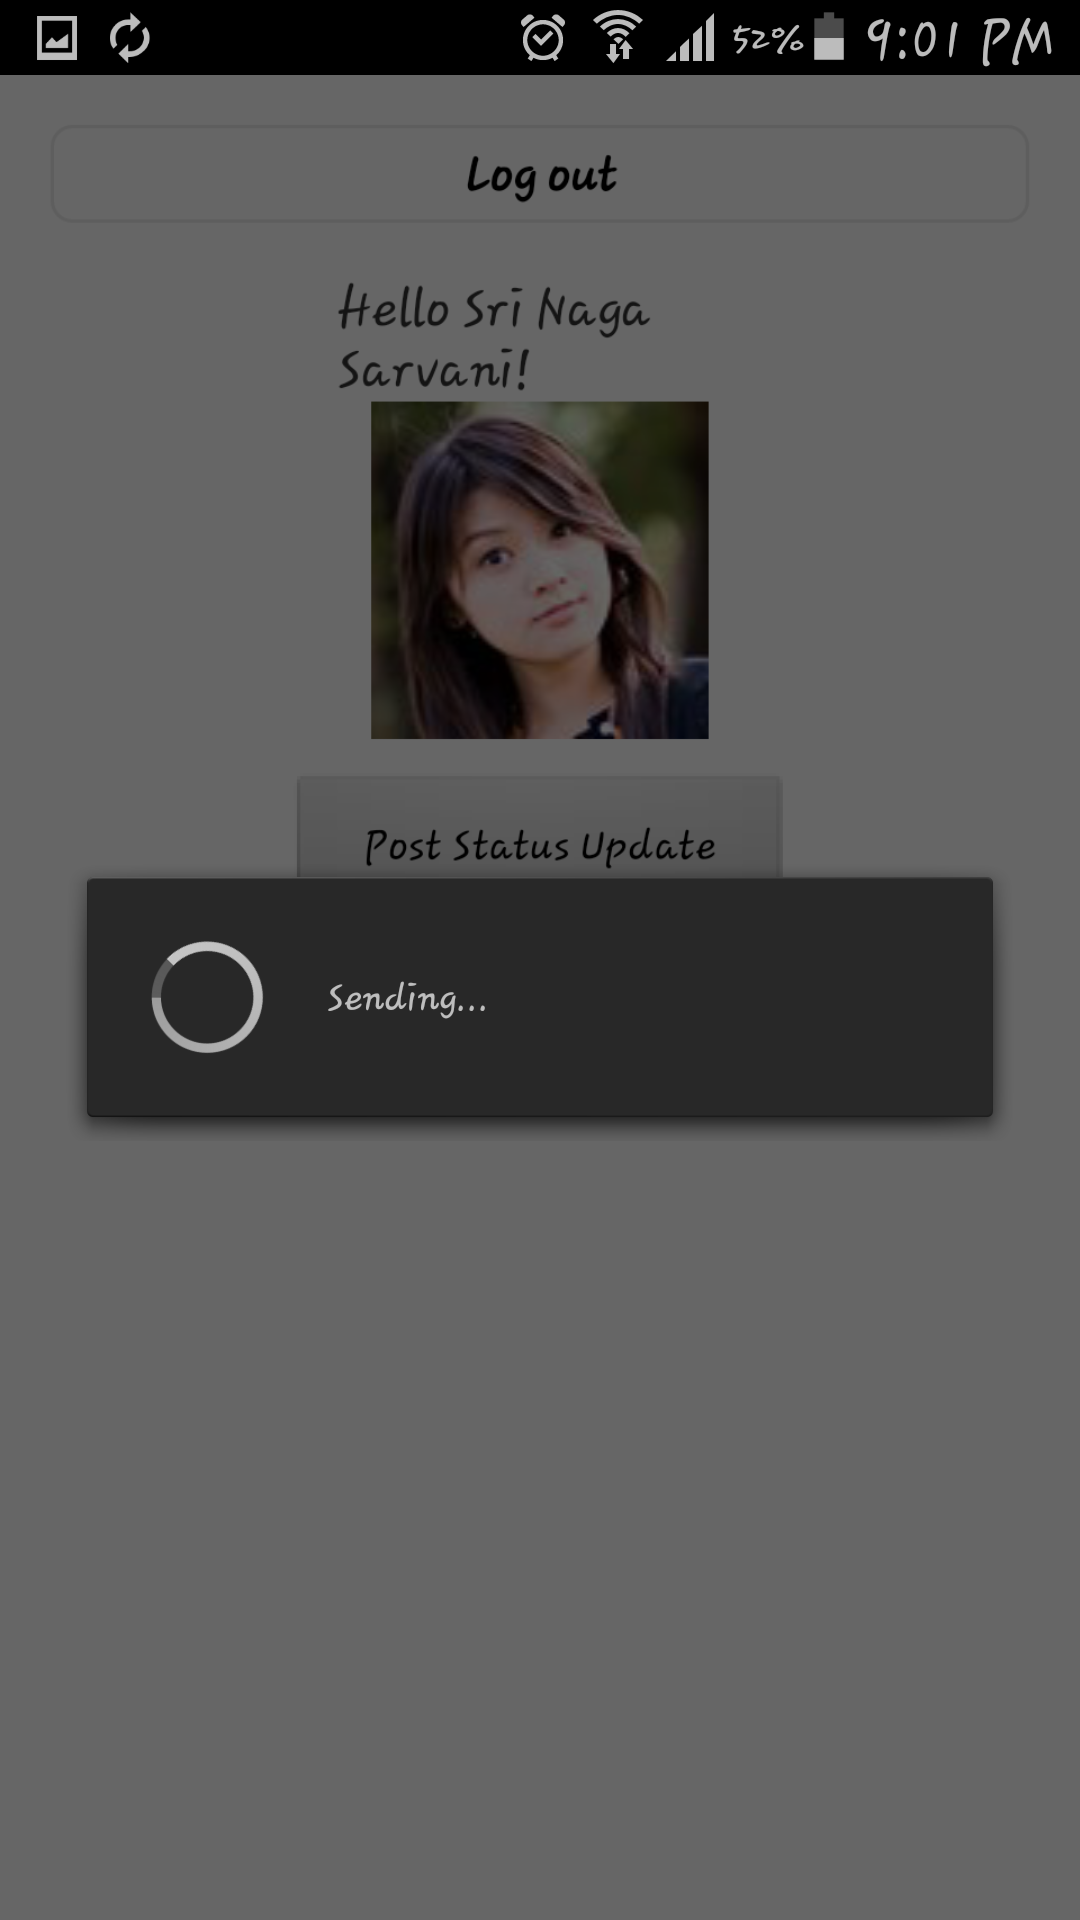 52% 9:01 PM
Log out
Hello Sri Naga
Sarvani!
Post Status Update
Sending...